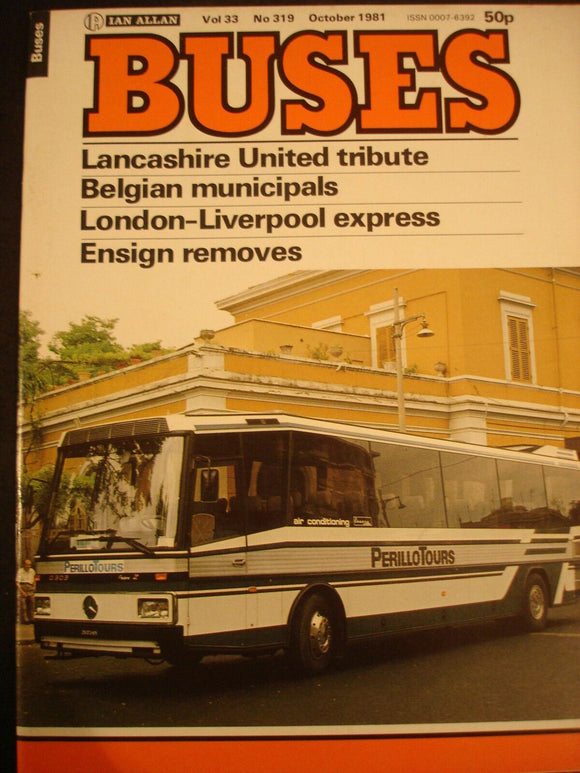 Buses
IAN ALLAN Vol 33 No 319 October 1981 ISSN 0007-6392 50p
BUSES
Lancashire United tribute
Belgian municipals
London-Liverpool express
Ensign removes
air conditioning
PERILLOTOURS
PERILLOTOURS
O 303